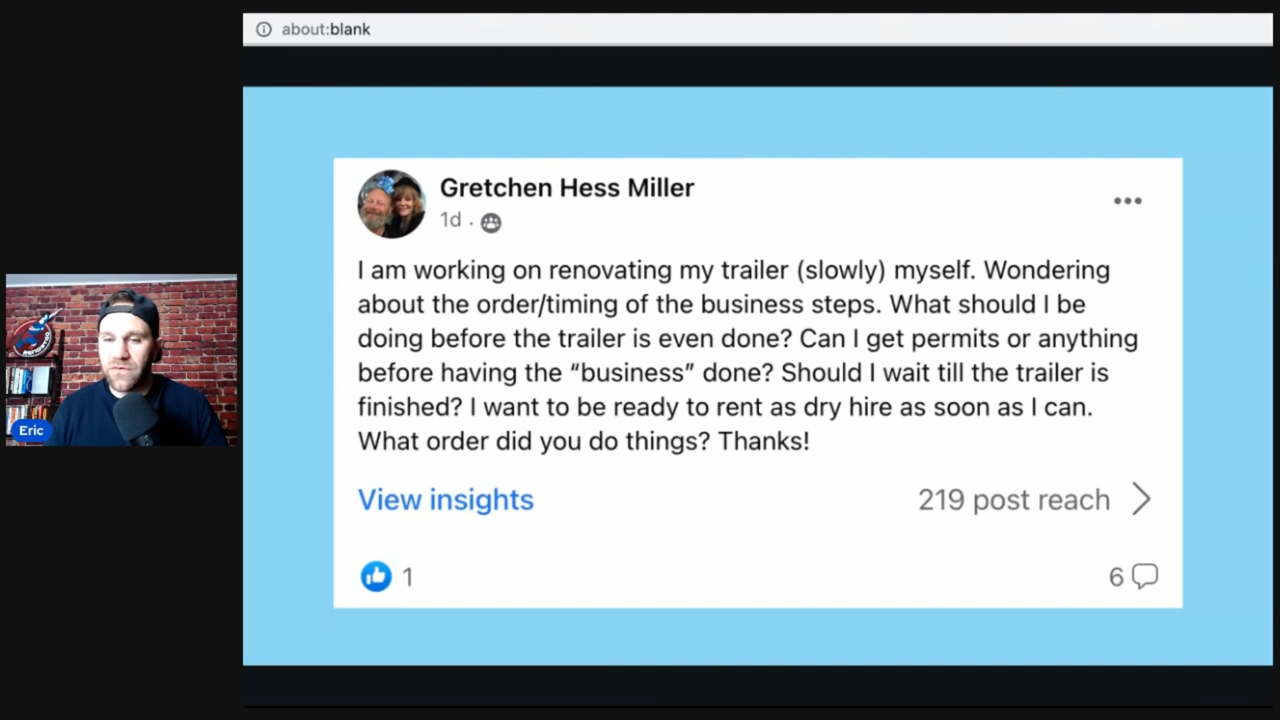 about:blank
Gretchen Hess Miller
1d ·
I am working on renovating my trailer (slowly) myself. Wondering
about the order/timing of the business steps. What should I be
doing before the trailer is even done? Can I get permits or anything
before having the “business” done? Should I wait till the trailer is
finished? I want to be ready to rent as dry hire as soon as I can.
What order did you do things? Thanks!
View insights
219 post reach
1
6
Eric